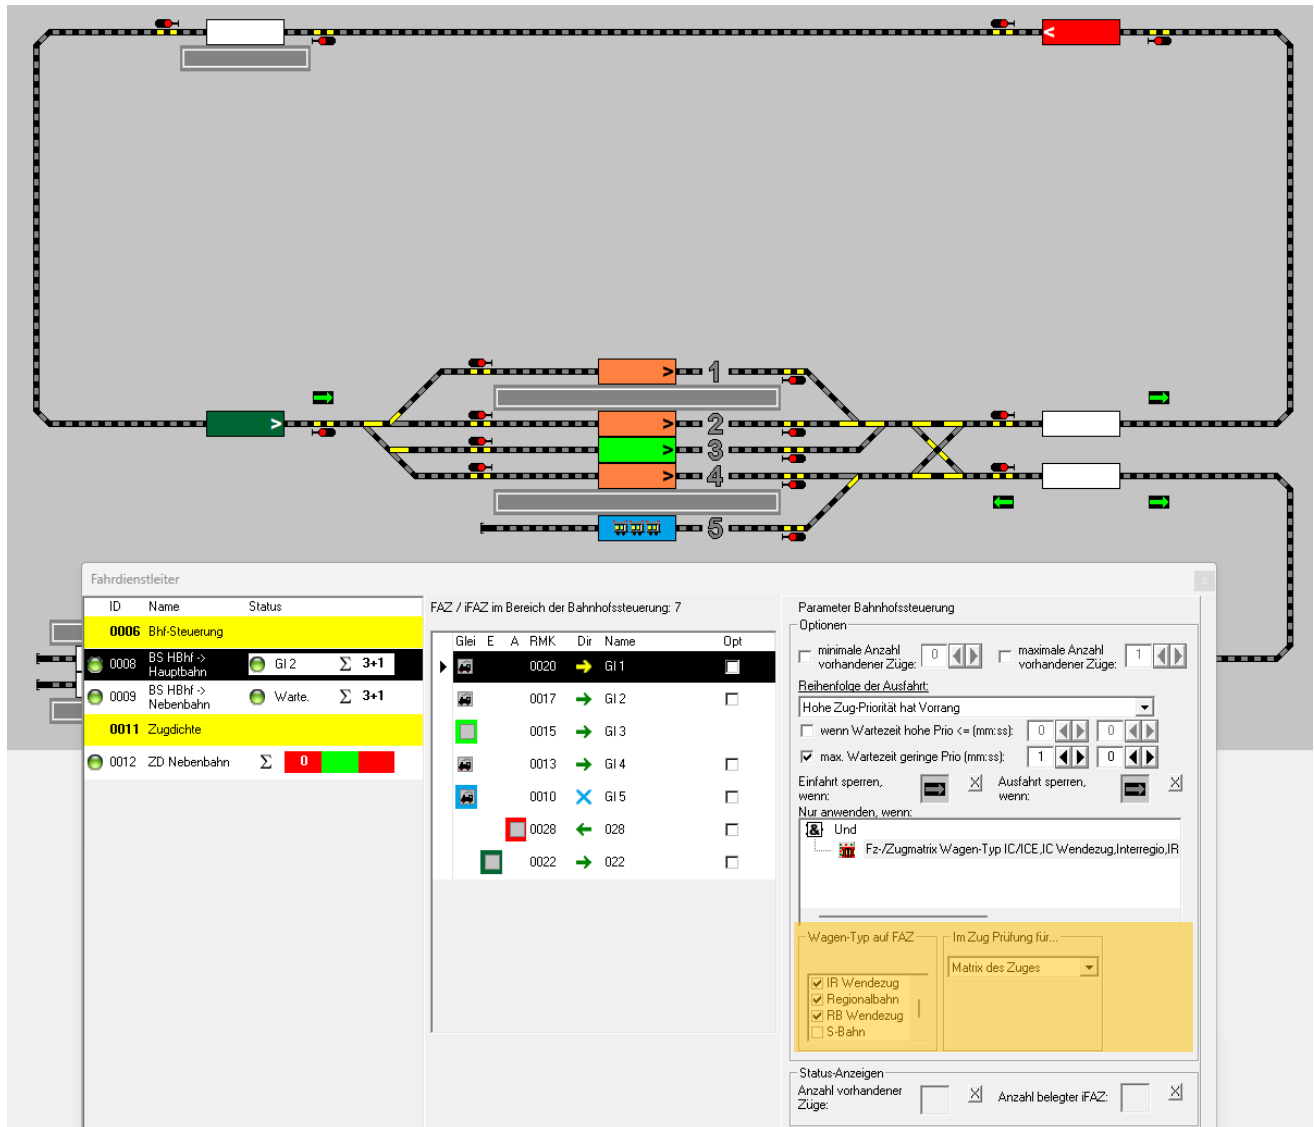 <
>
1
>
>
2
>
3
>
4
5
Fahrdienstleiter
x
ID Name Status
0006 Bhf-Steuerung
0008 BS HBhf -> Hauptbahn Gl 2 Σ 3+1
0009 BS HBhf -> Nebenbahn Warte. Σ 3+1
0011 Zugdichte
0012 ZD Nebenbahn Σ 0
FAZ / iFAZ im Bereich der Bahnhofssteuerung: 7
Glei E A RMK Dir Name Opt
0020 Gl 1
0017 Gl 2
0015 Gl 3
0013 Gl 4
0010 Gl 5
0028 028
0022 022
Parameter Bahnhofssteuerung
Optionen
minimale Anzahl vorhandener Züge: 0
maximale Anzahl vorhandener Züge: 1
Reihenfolge der Ausfahrt:
Hohe Zug-Priorität hat Vorrang
wenn Wartezeit hohe Prio <= (mm:ss): 0 0
max. Wartezeit geringe Prio (mm:ss): 1 0
Einfahrt sperren, wenn: X
Ausfahrt sperren, wenn: X
Nur anwenden, wenn:
& Und
Fz-/Zugmatrix Wagen-Typ IC/ICE,IC Wendezug,Interregio,IR
Wagen-Typ auf FAZ
IR Wendezug
Regionalbahn
RB Wendezug
S-Bahn
Im Zug Prüfung für...
Matrix des Zuges
Status-Anzeigen
Anzahl vorhandener Züge: X
Anzahl belegter iFAZ: X